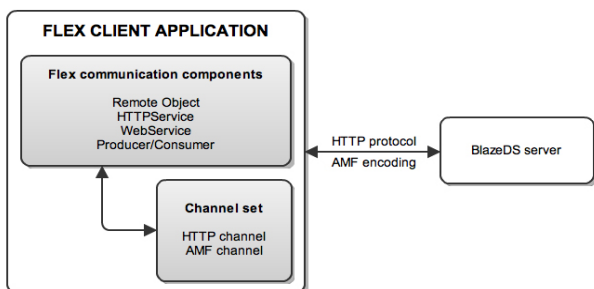 FLEX CLIENT APPLICATION
Flex communication components
Remote Object
HTTPService
WebService
Producer/Consumer
Channel set
HTTP channel
AMF channel
HTTP protocol
AMF encoding
BlazeDS server